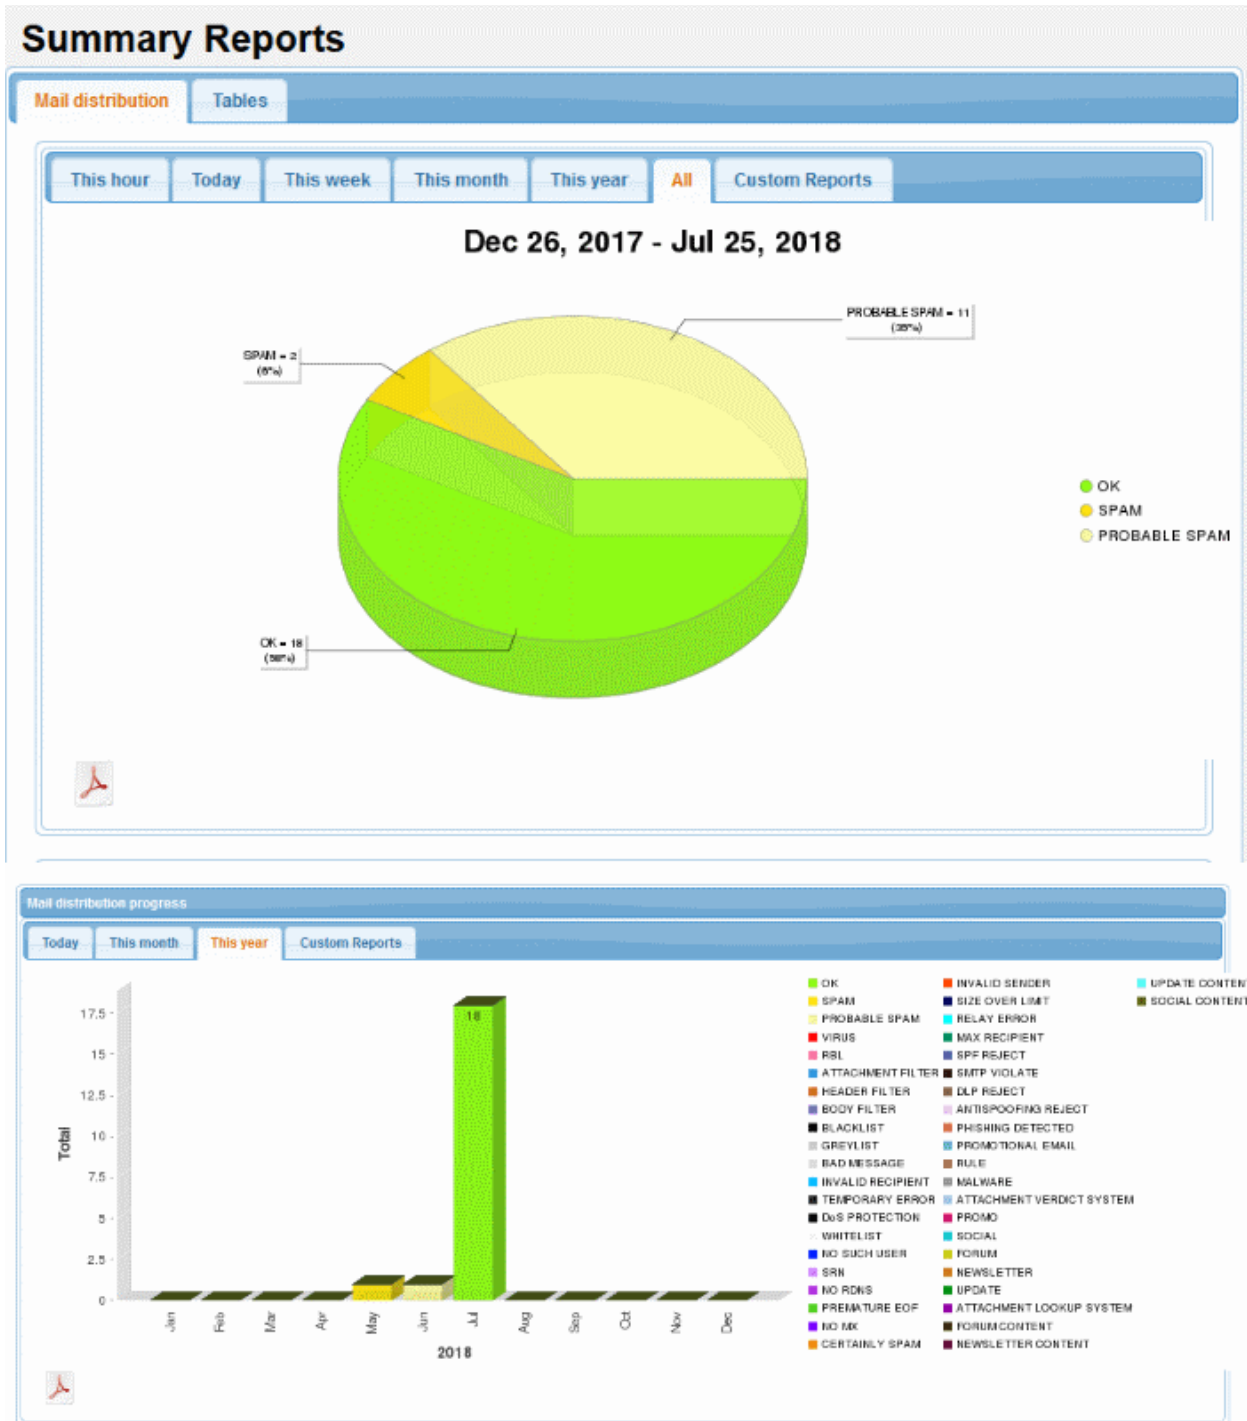 Summary Reports
Mail distribution Tables
This hour Today This week This month This year All Custom Reports
Dec 26, 2017 - Jul 25, 2018
PROBABLE SPAM = 11
SPAM = 2
(6%)
OK
SPAM
PROBABLE SPAM
OK = 18
(56%)
Mail distribution progress
Today This month This year Custom Reports
OK INVALID SENDER UPDATE CONTEN
SPAM SIZE OVER LIMIT SOCIAL CONTENT
PROBABLE SPAM RELAY ERROR
VIRUS MAX RECIPIENT
RBL SPF REJECT
ATTACHMENT FILTER SMTP VIOLATE
HEADER FILTER DLP REJECT
BODY FILTER ANTISPOOFING REJECT
BLACKLIST PHISHING DETECTED
GREYLIST PROMOTIONAL EMAIL
BAD MESSAGE RULE
INVALID RECIPIENT MALWARE
TEMPORARY ERROR ATTACHMENT VERDICT SYSTEM
DoS PROTECTION PROMO
WHITELIST SOCIAL
NO SUCH USER FORUM
SRN NEWSLETTER
NO RDNS UPDATE
PREMATURE EOF ATTACHMENT LOOKUP SYSTEM
NO MX FORUM CONTENT
CERTAINLY SPAM NEWSLETTER CONTENT
17.5
15
12.5
10
7.5
5
2.5
0
Total
18
Jan Feb Mar Apr May Jun Jul Aug Sep Oct Nov Dec
2018